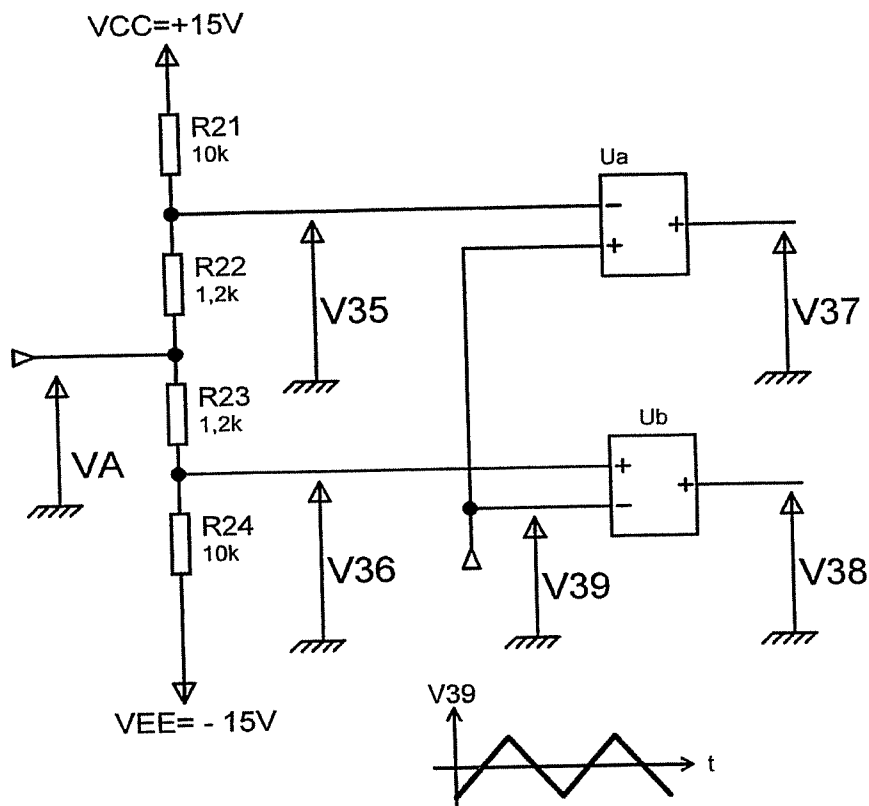 VCC=+15V
R21
10k
Ua
−
+
+
R22
1,2k
V35
V37
R23
1,2k
Ub
VA
+
+
−
R24
10k
V36
V39
V38
VEE= - 15V
V39
t